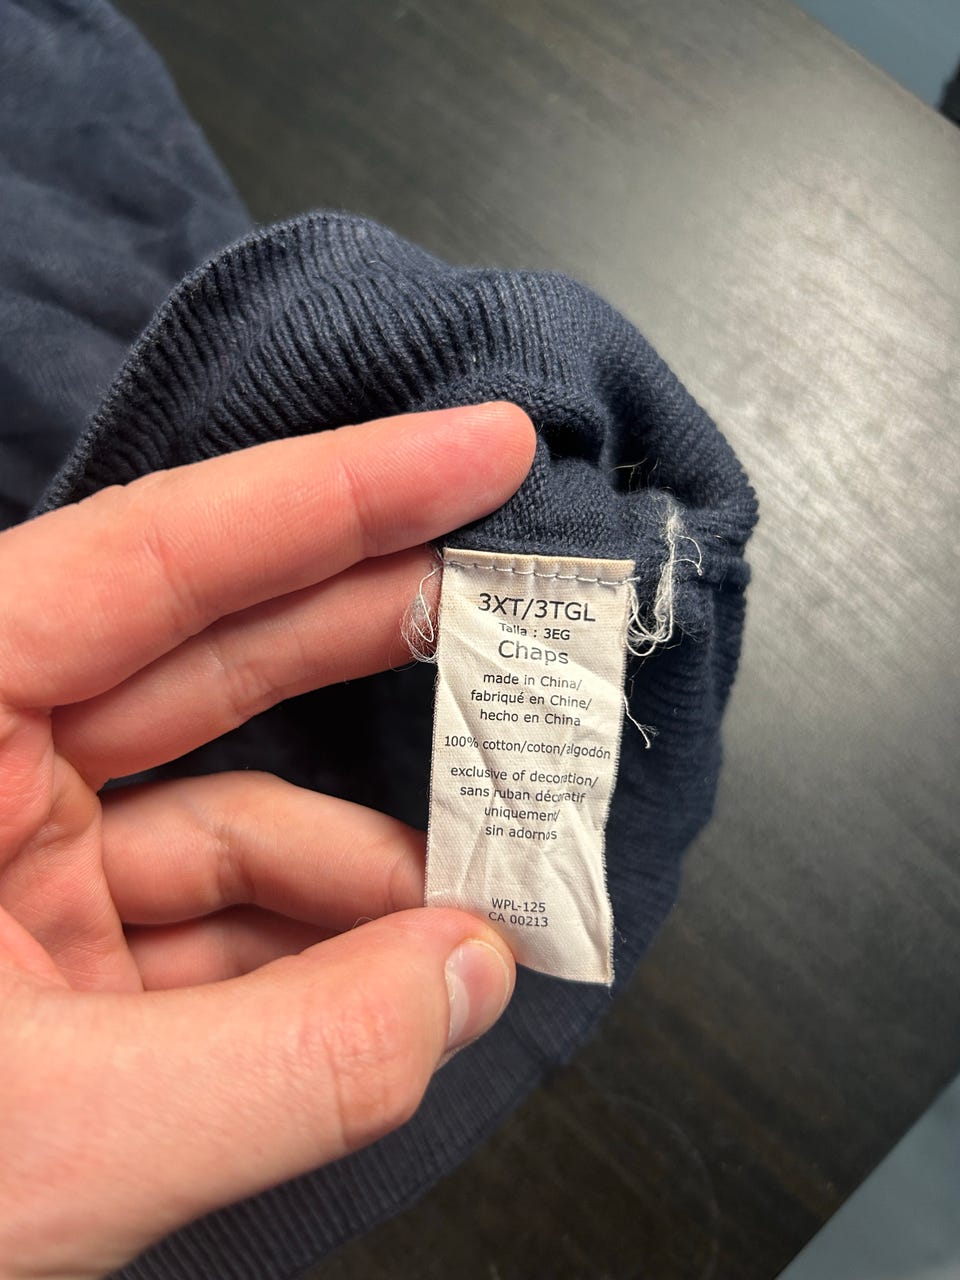 3XT/3TGL
Talla : 3EG
Chaps
made in China/
fabriqué en Chine/
hecho en China
100% cotton/coton/algodón
exclusive of decoration/
sans ruban décoratif
uniquement/
sin adornos
WPL-125
CA 00213